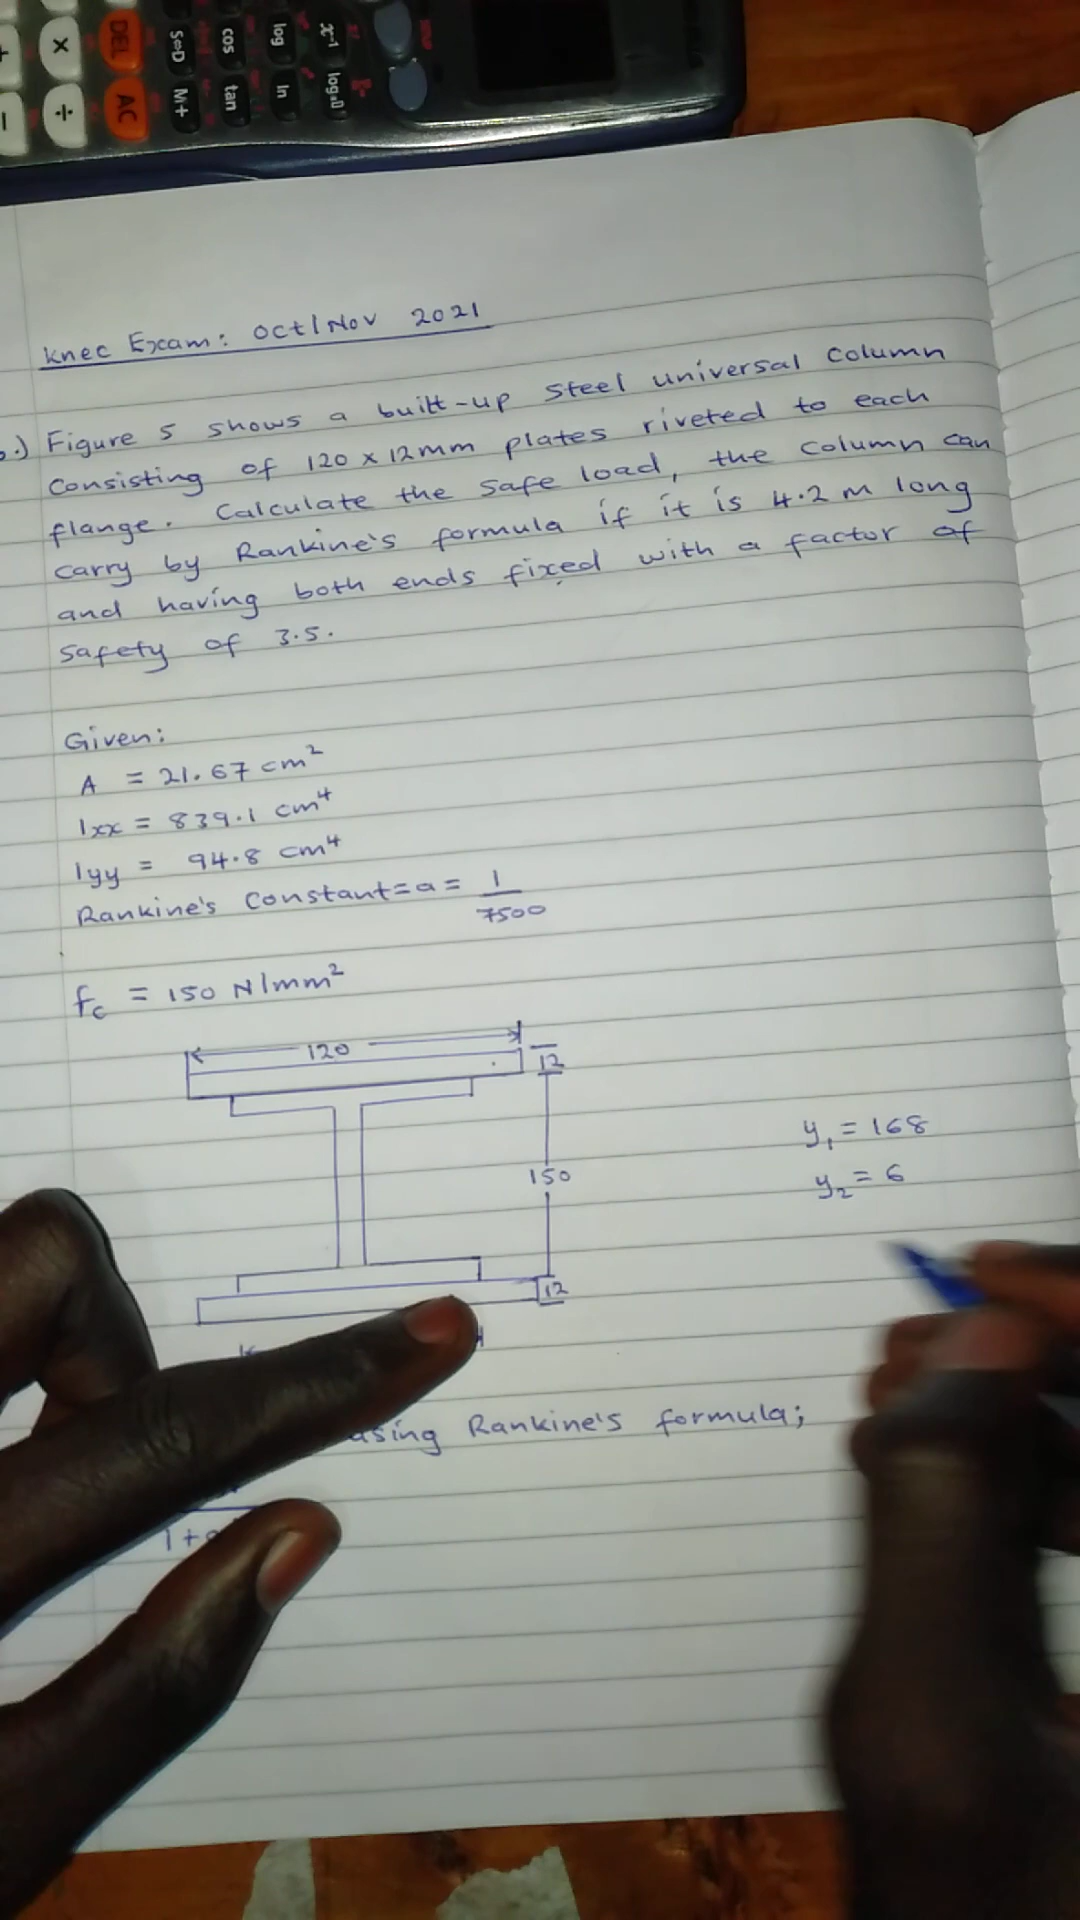 DEL
AC
S⇔D
M+
cos
tan
log
ln
x-1
log
knec Exam: Oct/Nov 2021
Figure 5 shows a built-up steel universal column
consisting of 120 x 12mm plates riveted to each
flange. Calculate the safe load, the column can
carry by Rankine's formula if it is 4.2 m long
and having both ends fixed with a factor of
safety of 3.5.
Given:
A = 21.67 cm²
Ixx = 839.1 cm⁴
Iyy = 94.8 cm⁴
Rankine's Constant = a = 1/7500
fc = 150 N/mm²
120
12
150
12
y₁ = 168
y₂ = 6
using Rankine's formula;
1+